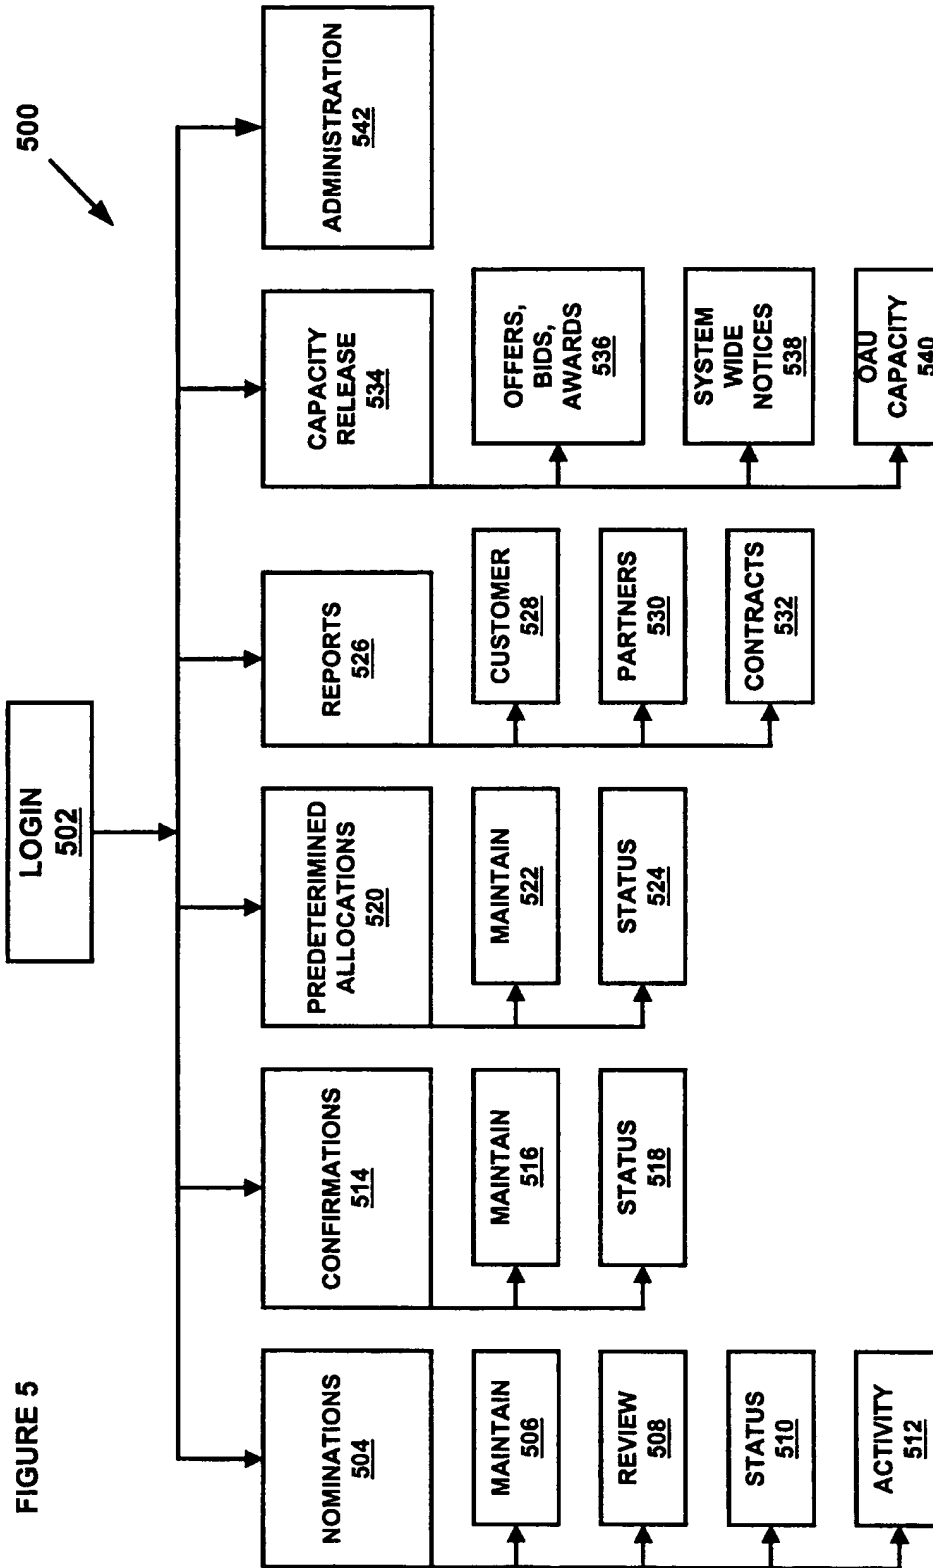 FIGURE 5
500
LOGIN
502
NOMINATIONS
504
MAINTAIN
506
REVIEW
508
STATUS
510
ACTIVITY
512
CONFIRMATIONS
514
MAINTAIN
516
STATUS
518
PREDETERIMINED
ALLOCATIONS
520
MAINTAIN
522
STATUS
524
REPORTS
526
CUSTOMER
528
PARTNERS
530
CONTRACTS
532
CAPACITY
RELEASE
534
OFFERS,
BIDS,
AWARDS
536
SYSTEM
WIDE
NOTICES
538
OAU
CAPACITY
540
ADMINISTRATION
542